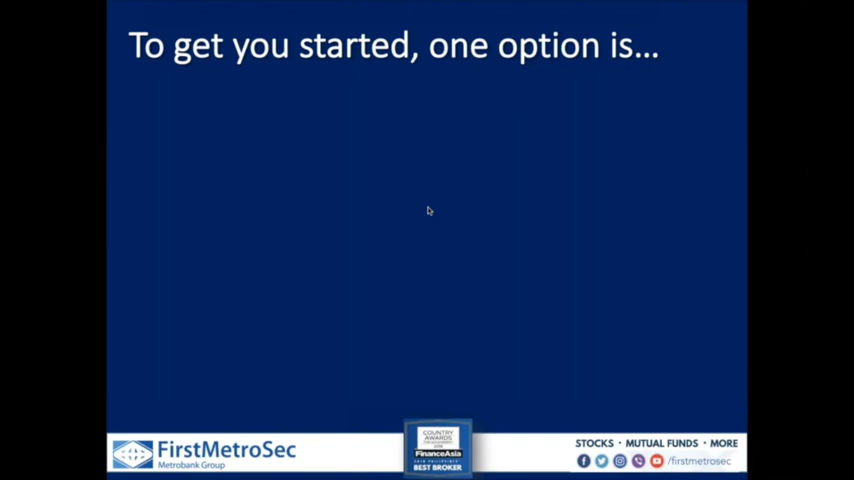 To get you started, one option is...
FirstMetroSec
Metrobank Group
COUNTRY
AWARDS
FinanceAsia
BEST BROKER
STOCKS · MUTUAL FUNDS · MORE
/firstmetrosec